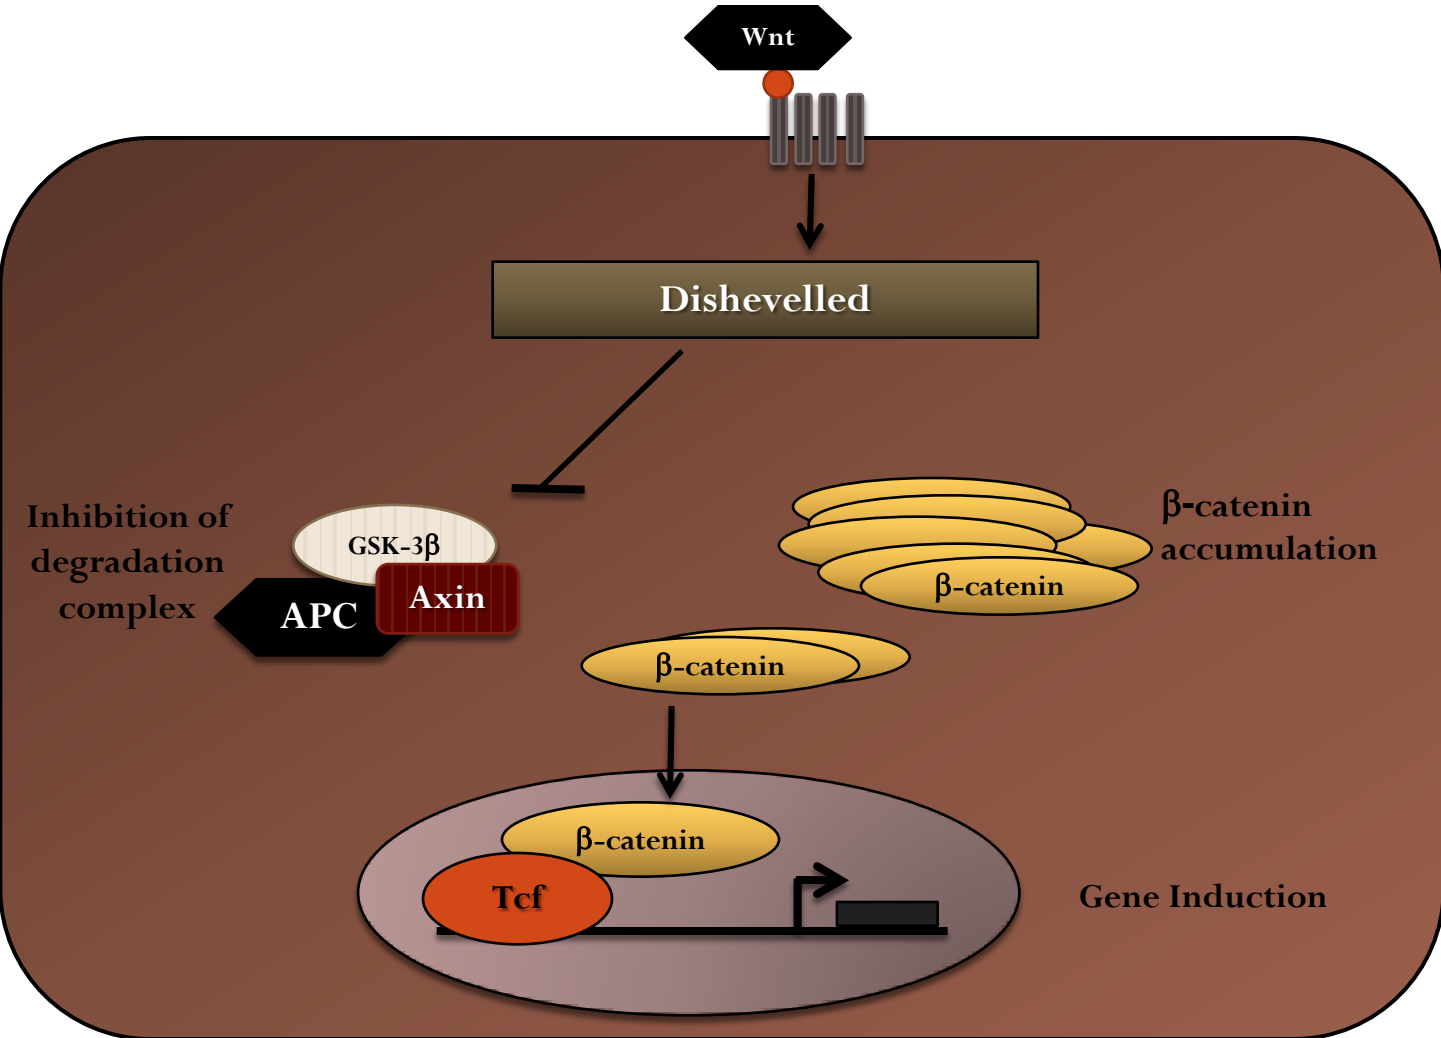 Wnt
Dishevelled
Inhibition of
degradation
complex
GSK-3β
APC
Axin
β-catenin
accumulation
β-catenin
β-catenin
β-catenin
Tcf
Gene Induction